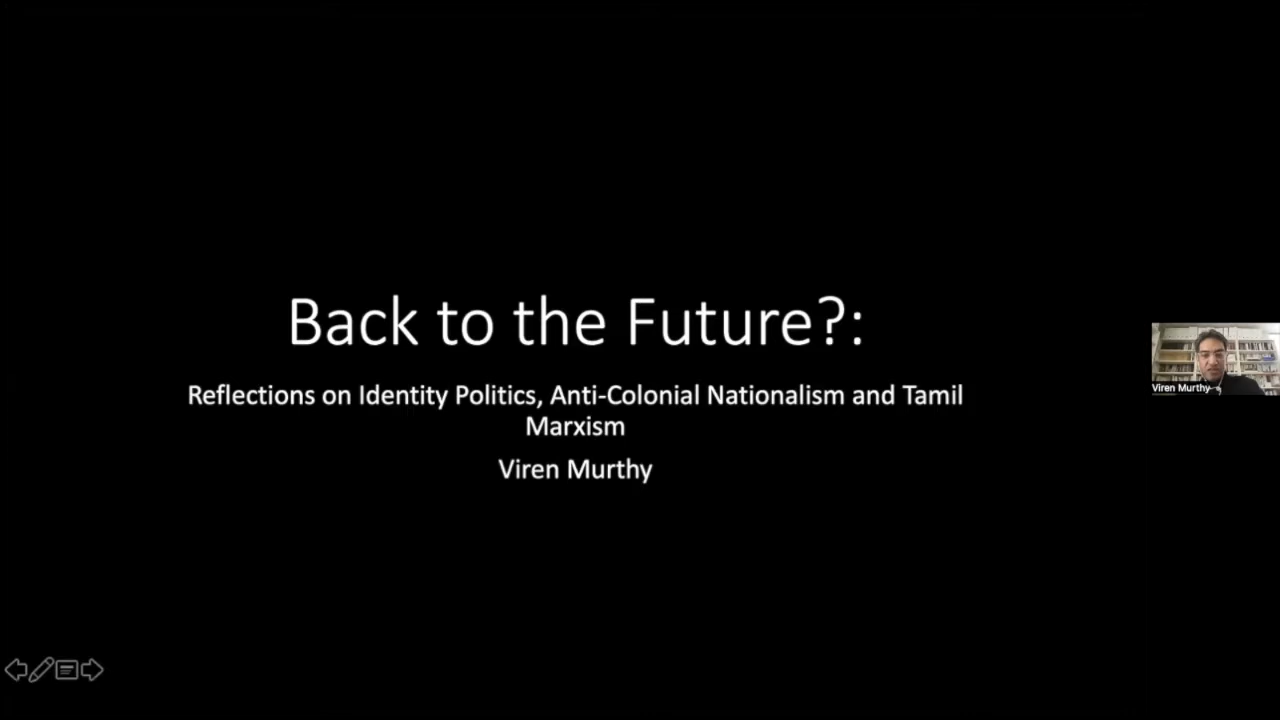 Back to the Future?:
Reflections on Identity Politics, Anti-Colonial Nationalism and Tamil
Marxism
Viren Murthy
Viren Murthy